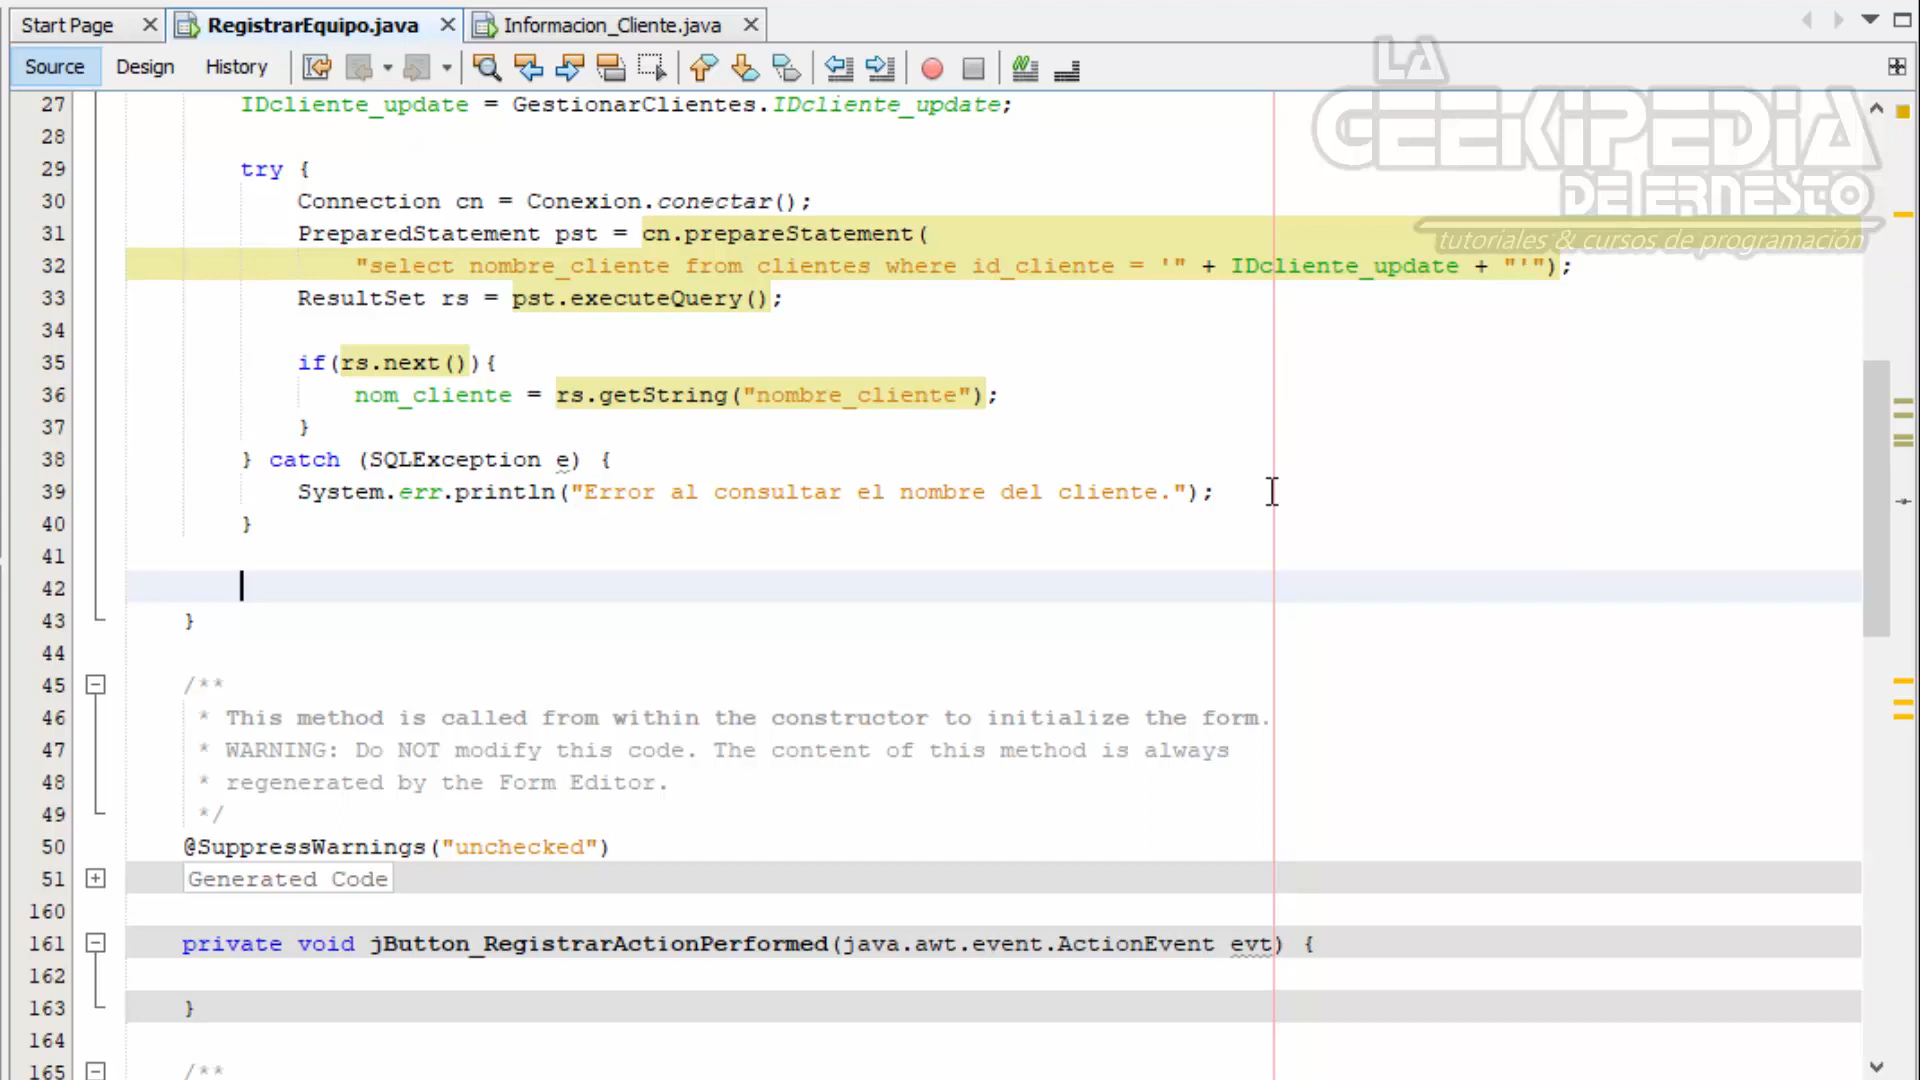 Start Page RegistrarEquipo.java Informacion_Cliente.java
Source Design History
LA
GEEKIPEDIA
DE ERNESTO
tutoriales & cursos de programación
27 IDcliente_update = GestionarClientes.IDcliente_update;
28
29 try {
30 Connection cn = Conexion.conectar();
31 PreparedStatement pst = cn.prepareStatement(
32 "select nombre_cliente from clientes where id_cliente = '" + IDcliente_update + "'");
33 ResultSet rs = pst.executeQuery();
34
35 if(rs.next()){
36 nom_cliente = rs.getString("nombre_cliente");
37 }
38 } catch (SQLException e) {
39 System.err.println("Error al consultar el nombre del cliente.");
40 }
41
42
43 }
44
45 /**
46 * This method is called from within the constructor to initialize the form.
47 * WARNING: Do NOT modify this code. The content of this method is always
48 * regenerated by the Form Editor.
49 */
50 @SuppressWarnings("unchecked")
51 Generated Code
160
161 private void jButton_RegistrarActionPerformed(java.awt.event.ActionEvent evt) {
162
163 }
164
165 /**